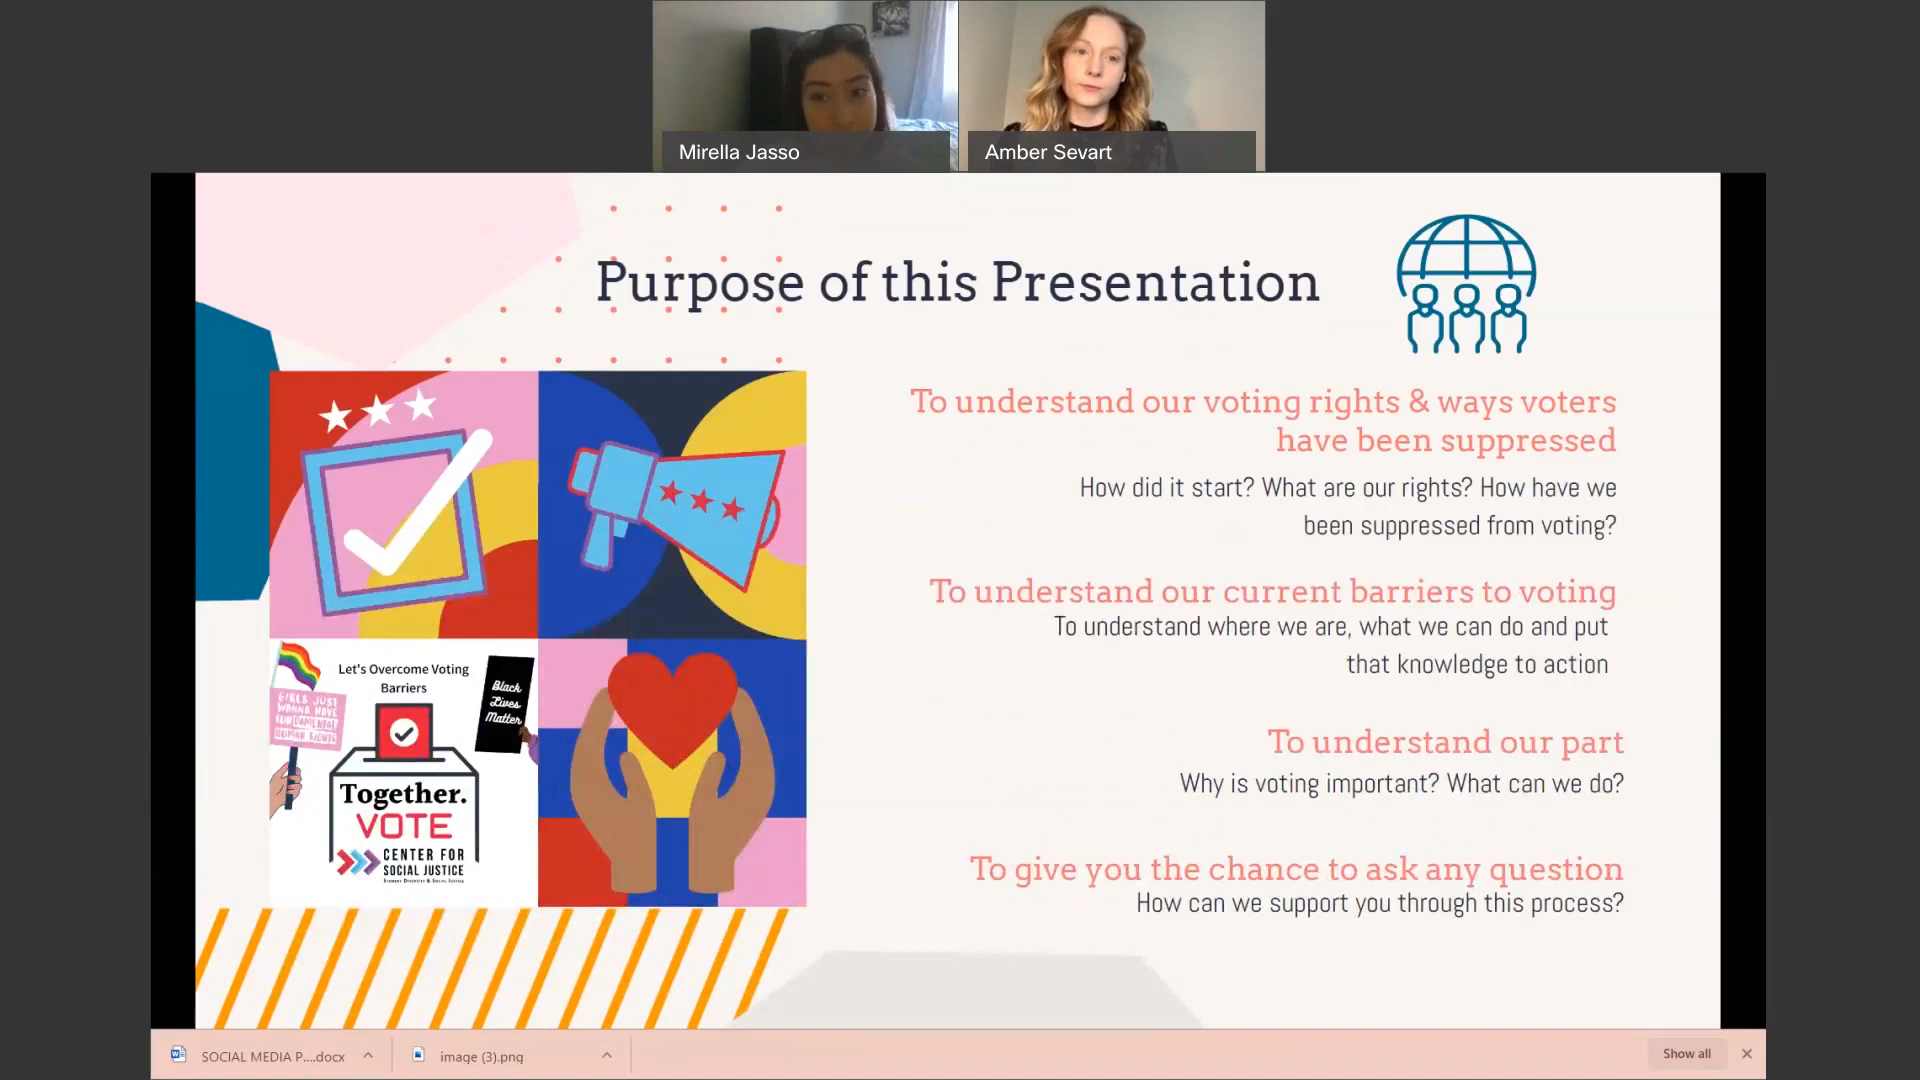 Mirella Jasso
Amber Sevart
Purpose of this Presentation
To understand our voting rights & ways voters
have been suppressed
How did it start? What are our rights? How have we
been suppressed from voting?
To understand our current barriers to voting
To understand where we are, what we can do and put
that knowledge to action
To understand our part
Why is voting important? What can we do?
To give you the chance to ask any question
How can we support you through this process?
Let's Overcome Voting
Barriers
GIRLS JUST
WANNA HAVE
FUNDAMENTAL
HUMAN RIGHTS
Black
Lives
Matter
Together.
VOTE
CENTER FOR
SOCIAL JUSTICE
Student Diversity & Social Justice
SOCIAL MEDIA P....docx
image (3).png
Show all